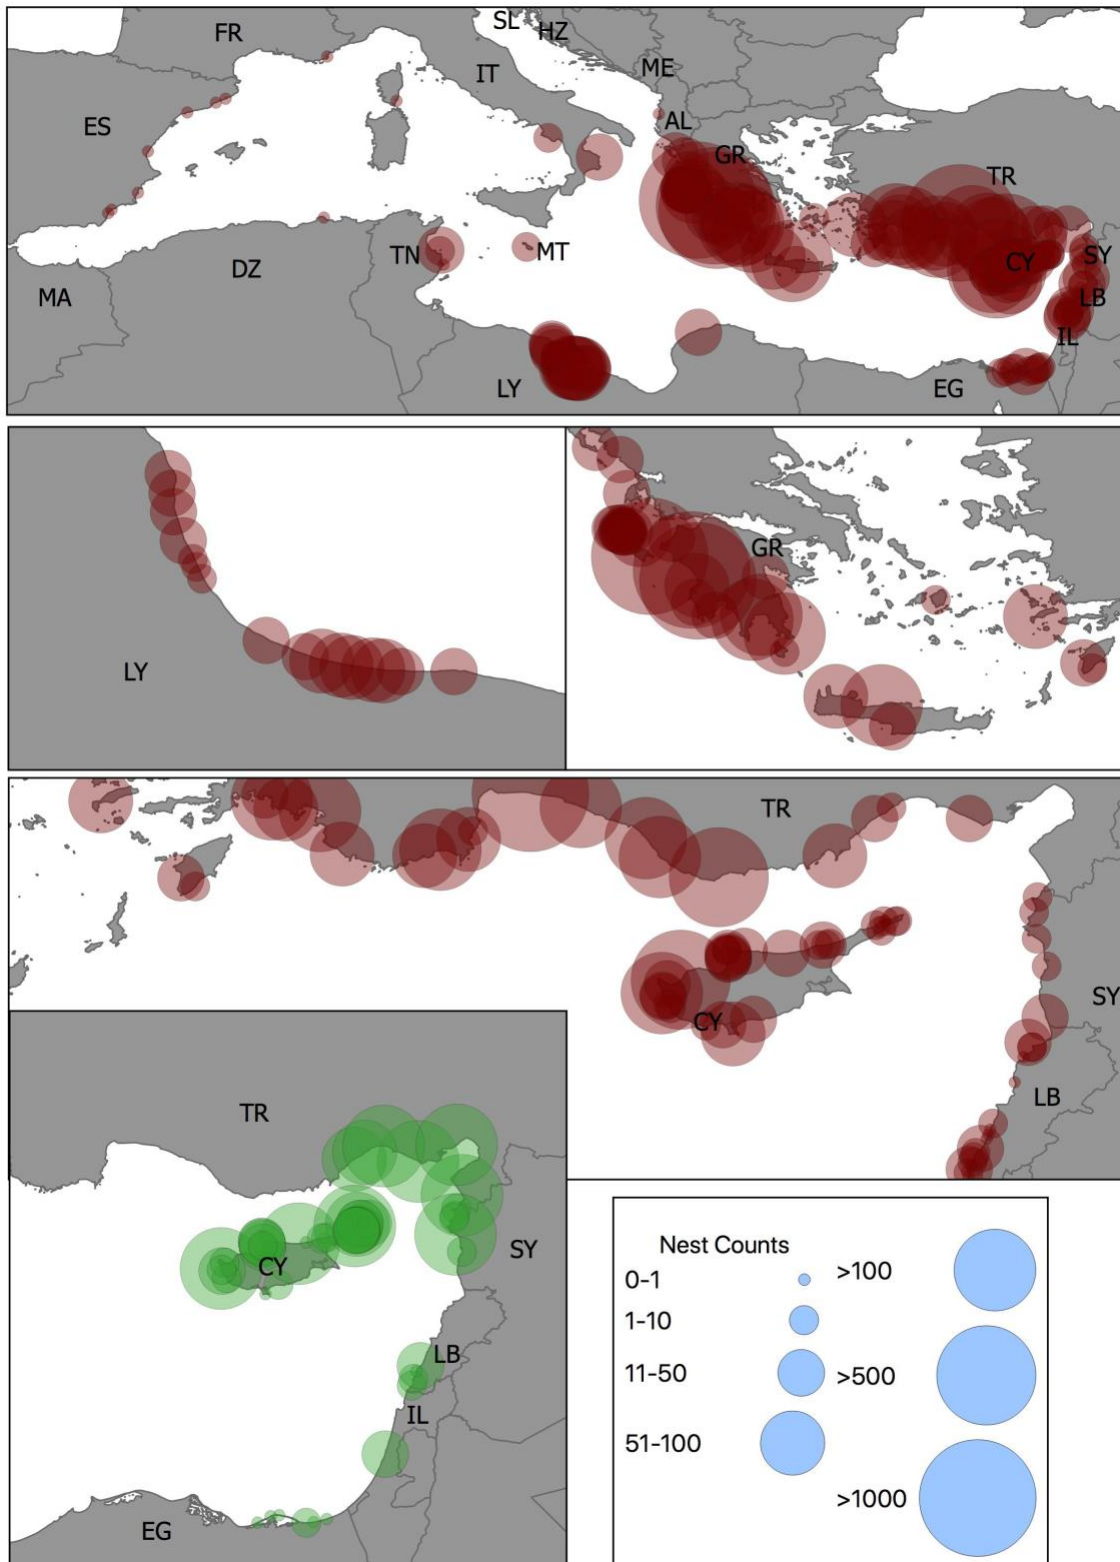 SL
FR
HZ
IT
ME
ES
AL
GR
TR
TN
MT
CY
SY
DZ
MA
LB
IL
LY
EG
LY
GR
TR
CY
SY
LB
TR
CY
SY
LB
IL
EG
Nest Counts
0-1
>100
1-10
11-50
>500
51-100
>1000